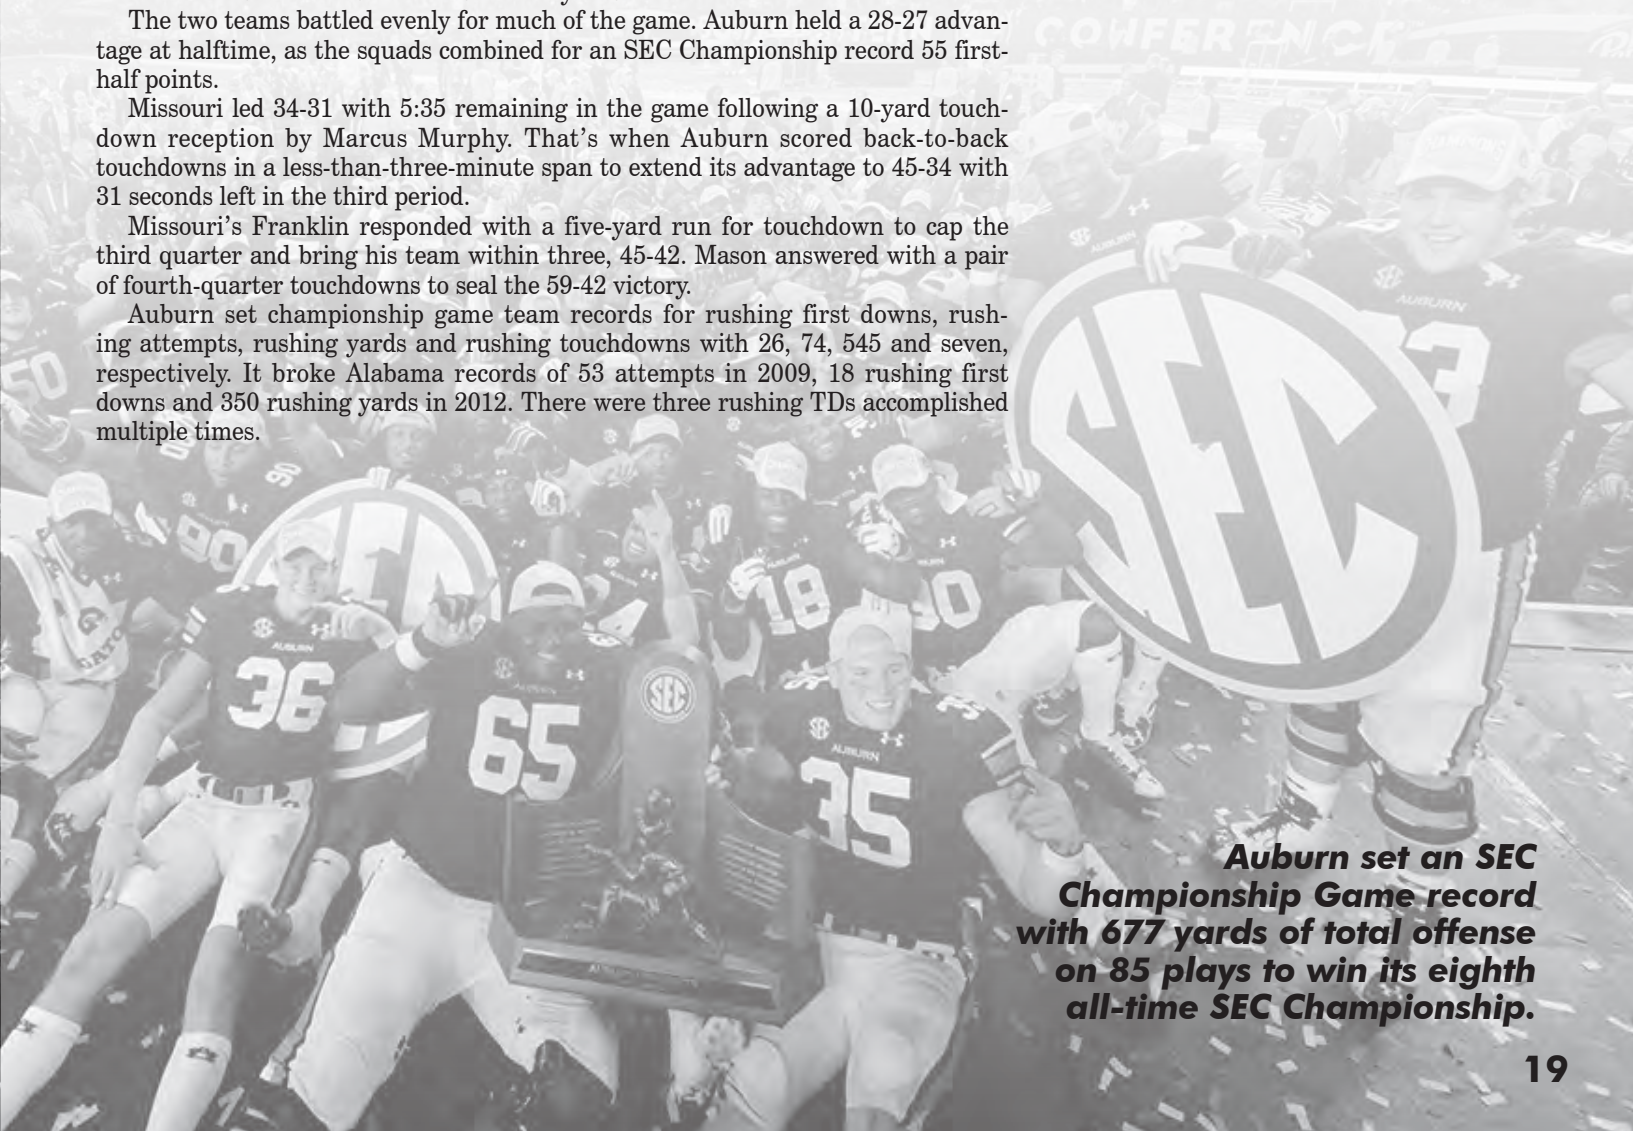 The two teams battled evenly for much of the game. Auburn held a 28-27 advan-
tage at halftime, as the squads combined for an SEC Championship record 55 first-
half points.
Missouri led 34-31 with 5:35 remaining in the game following a 10-yard touch-
down reception by Marcus Murphy. That's when Auburn scored back-to-back
touchdowns in a less-than-three-minute span to extend its advantage to 45-34 with
31 seconds left in the third period.
Missouri's Franklin responded with a five-yard run for touchdown to cap the
third quarter and bring his team within three, 45-42. Mason answered with a pair
of fourth-quarter touchdowns to seal the 59-42 victory.
Auburn set championship game team records for rushing first downs, rush-
ing attempts, rushing yards and rushing touchdowns with 26, 74, 545 and seven,
respectively. It broke Alabama records of 53 attempts in 2009, 18 rushing first
downs and 350 rushing yards in 2012. There were three rushing TDs accomplished
multiple times.
CONFERENCE
AUBURN
AUBURN
SEC
50
90
90
18
AUBURN
36
65
SEC
AUBURN
35
Auburn set an SEC
Championship Game record
with 677 yards of total offense
on 85 plays to win its eighth
all-time SEC Championship.
19